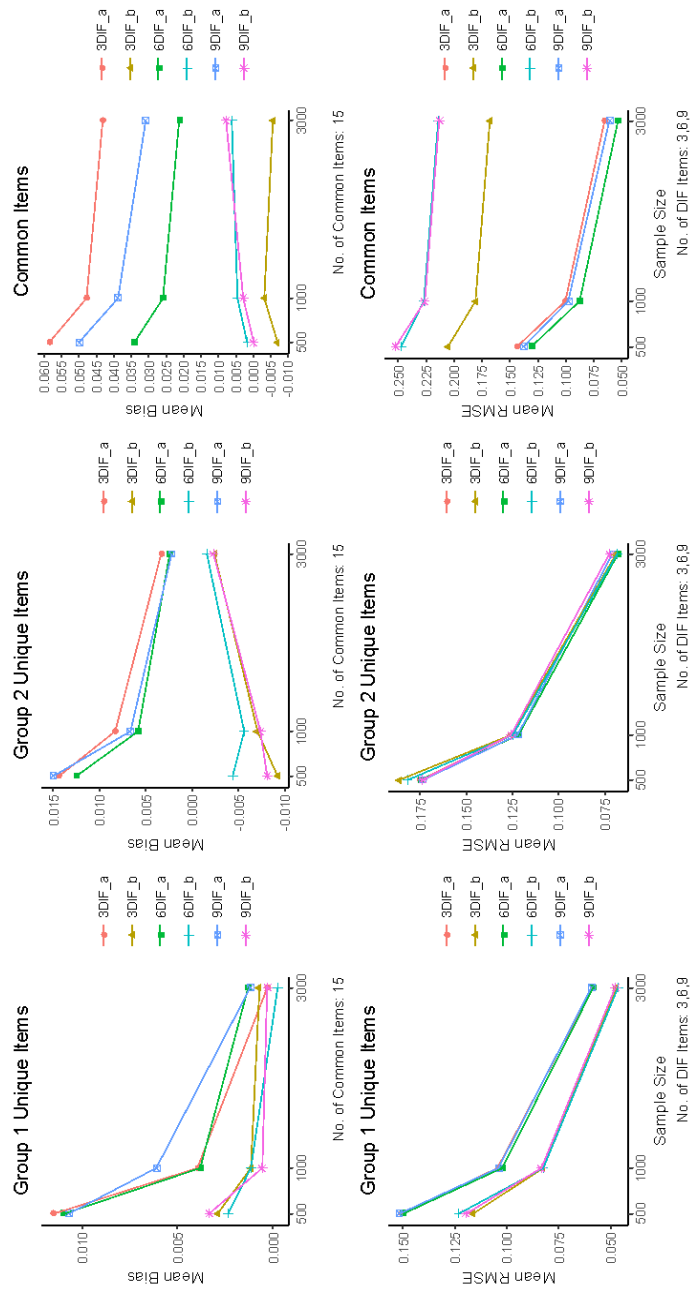 Group 1 Unique Items
Mean Bias
0.010
0.005
0.000
500
1000
3000
No. of Common Items: 15
3DIF_a
3DIF_b
6DIF_a
6DIF_b
9DIF_a
9DIF_b
Group 2 Unique Items
Mean Bias
0.015
0.010
0.005
0.000
-0.005
-0.010
500
1000
3000
No. of Common Items: 15
3DIF_a
3DIF_b
6DIF_a
6DIF_b
9DIF_a
9DIF_b
Common Items
Mean Bias
0.060
0.055
0.050
0.045
0.040
0.035
0.030
0.025
0.020
0.015
0.010
0.005
0.000
-0.005
-0.010
500
1000
3000
No. of Common Items: 15
3DIF_a
3DIF_b
6DIF_a
6DIF_b
9DIF_a
9DIF_b
Group 1 Unique Items
Mean RMSE
0.150
0.125
0.100
0.075
0.050
500
1000
3000
Sample Size
No. of DIF Items: 3,6,9
3DIF_a
3DIF_b
6DIF_a
6DIF_b
9DIF_a
9DIF_b
Group 2 Unique Items
Mean RMSE
0.175
0.150
0.125
0.100
0.075
500
1000
3000
Sample Size
No. of DIF Items: 3,6,9
3DIF_a
3DIF_b
6DIF_a
6DIF_b
9DIF_a
9DIF_b
Common Items
Mean RMSE
0.250
0.225
0.200
0.175
0.150
0.125
0.100
0.075
0.050
500
1000
3000
Sample Size
No. of DIF Items: 3,6,9
3DIF_a
3DIF_b
6DIF_a
6DIF_b
9DIF_a
9DIF_b